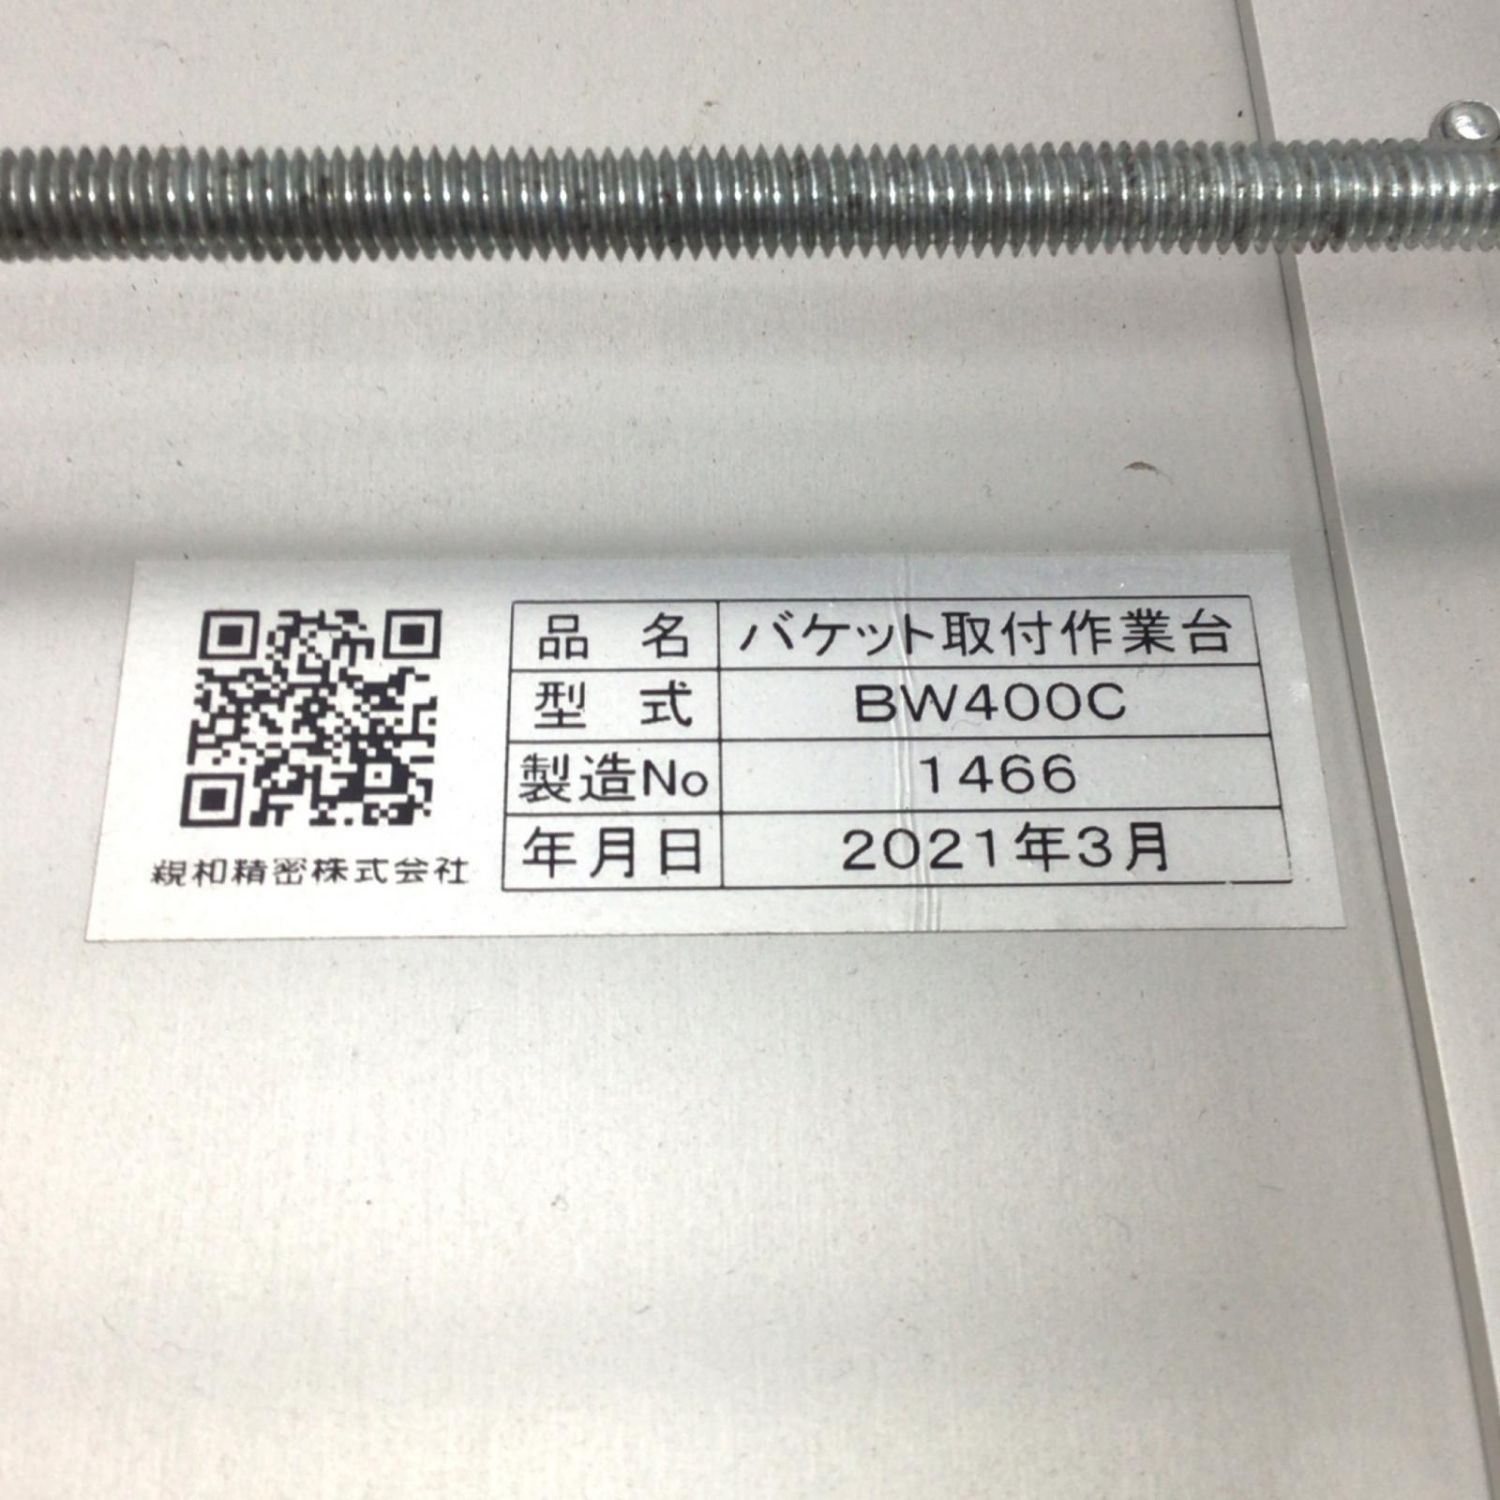 品 名 バケット取付作業台
型 式 BW400C
製造No 1466
年月日 2021年3月
親和精密株式会社